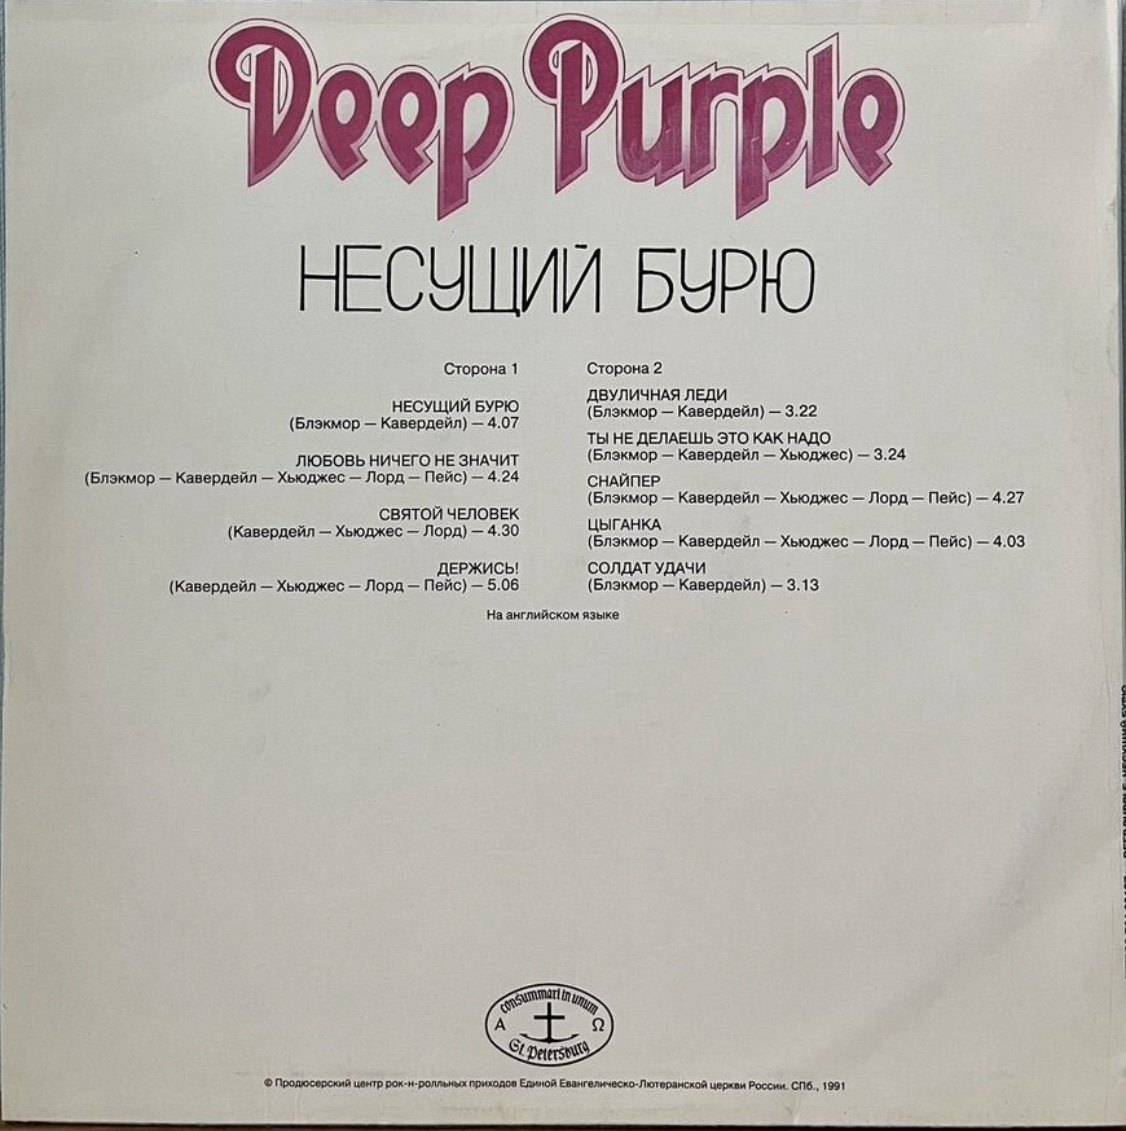 Deep Purple
НЕСУЩИЙ БУРЮ
Сторона 1
НЕСУЩИЙ БУРЮ
(Блэкмор — Кавердейл) — 4.07
ЛЮБОВЬ НИЧЕГО НЕ ЗНАЧИТ
(Блэкмор — Кавердейл — Хьюджес — Лорд — Пейс) — 4.24
СВЯТОЙ ЧЕЛОВЕК
(Кавердейл — Хьюджес — Лорд) — 4.30
ДЕРЖИСЬ!
(Кавердейл — Хьюджес — Лорд — Пейс) — 5.06
Сторона 2
ДВУЛИЧНАЯ ЛЕДИ
(Блэкмор — Кавердейл) — 3.22
ТЫ НЕ ДЕЛАЕШЬ ЭТО КАК НАДО
(Блэкмор — Кавердейл — Хьюджес) — 3.24
СНАЙПЕР
(Блэкмор — Кавердейл — Хьюджес — Лорд — Пейс) — 4.27
ЦЫГАНКА
(Блэкмор — Кавердейл — Хьюджес — Лорд — Пейс) — 4.03
СОЛДАТ УДАЧИ
(Блэкмор — Кавердейл) — 3.13
На английском языке
consummari in unum
Α Ω
St. Petersburg
© Продюсерский центр рок-н-ролльных приходов Единой Евангелическо-Лютеранской церкви России. СПб., 1991